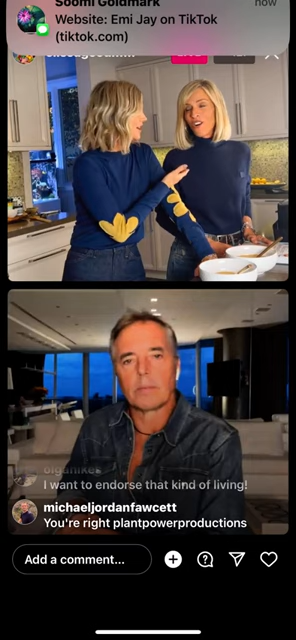 Soomi Goldmark
now
Website: Emi Jay on TikTok
(tiktok.com)
LIVE
I want to endorse that kind of living!
michaeljordanfawcett
You're right plantpowerproductions
Add a comment...